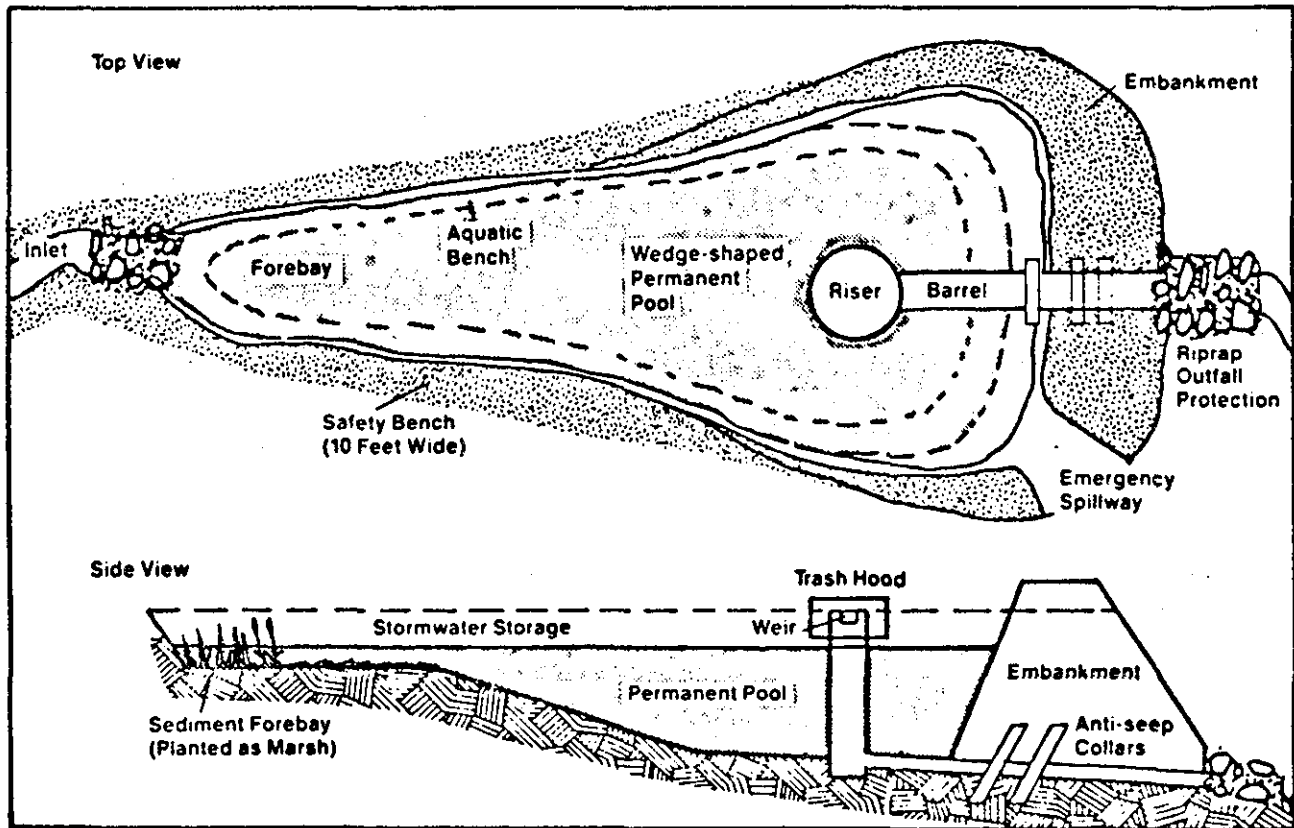 Top View
Embankment
Inlet
Forebay
Aquatic
Bench
Wedge-shaped
Permanent
Pool
Riser
Barrel
Riprap
Outfall
Protection
Safety Bench
(10 Feet Wide)
Emergency
Spillway
Side View
Trash Hood
Stormwater Storage
Weir
Permanent Pool
Embankment
Sediment Forebay
(Planted as Marsh)
Anti-seep
Collars